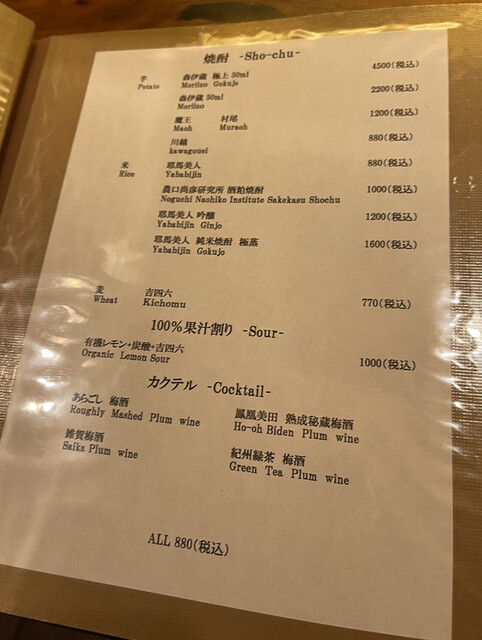 焼酎 -Sho-chu-
芋 森伊蔵 極上 50ml 4500(税込)
Potato Moriizo Gokujo
森伊蔵 50ml 2200(税込)
Moriizo
魔王 村尾 1200(税込)
Maoh Muraoh
川越 880(税込)
kawagouei
米 耶馬美人 880(税込)
Rice Yababijin
農口尚彦研究所 酒粕焼酎 1000(税込)
Noguchi Naohiko Institute Sakekasu Shochu
耶馬美人 吟醸 1200(税込)
Yababijin Ginjo
耶馬美人 純米焼酎 極蒸 1600(税込)
Yababijin Gokujo
麦 吉四六 770(税込)
Wheat Kichomu
100%果汁割り -Sour-
有機レモン+炭酸+吉四六 1000(税込)
Organic Lemon Sour
カクテル -Cocktail-
あらごし 梅酒 鳳凰美田 熟成秘蔵梅酒
Roughly Mashed Plum wine Ho-oh Biden Plum wine
雑賀梅酒 紀州緑茶 梅酒
Saika Plum wine Green Tea Plum wine
ALL 880(税込)